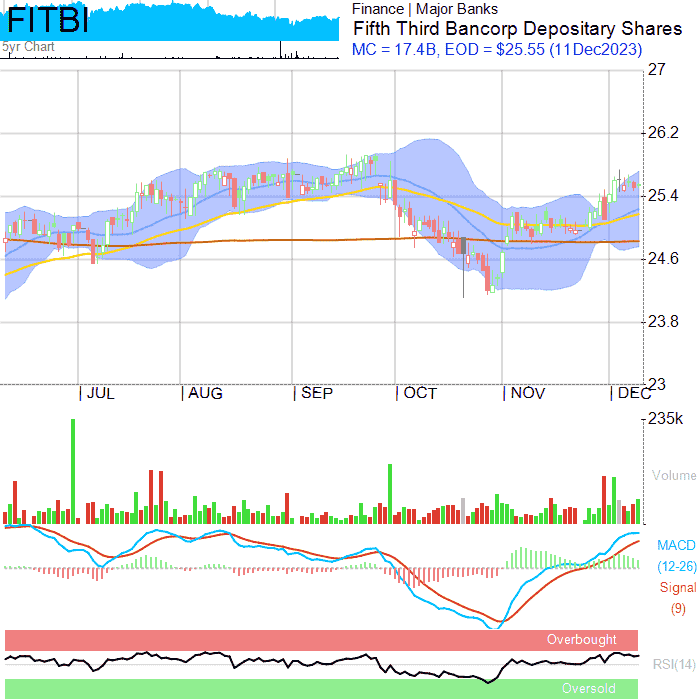 FITBI
5yr Chart
Finance | Major Banks
Fifth Third Bancorp Depositary Shares
MC = 17.4B, EOD = $25.55 (11Dec2023)
27
26.2
25.4
24.6
23.8
23
JUL AUG SEP OCT NOV DEC
235k
Volume
MACD
(12-26)
Signal
(9)
Overbought
RSI(14)
Oversold